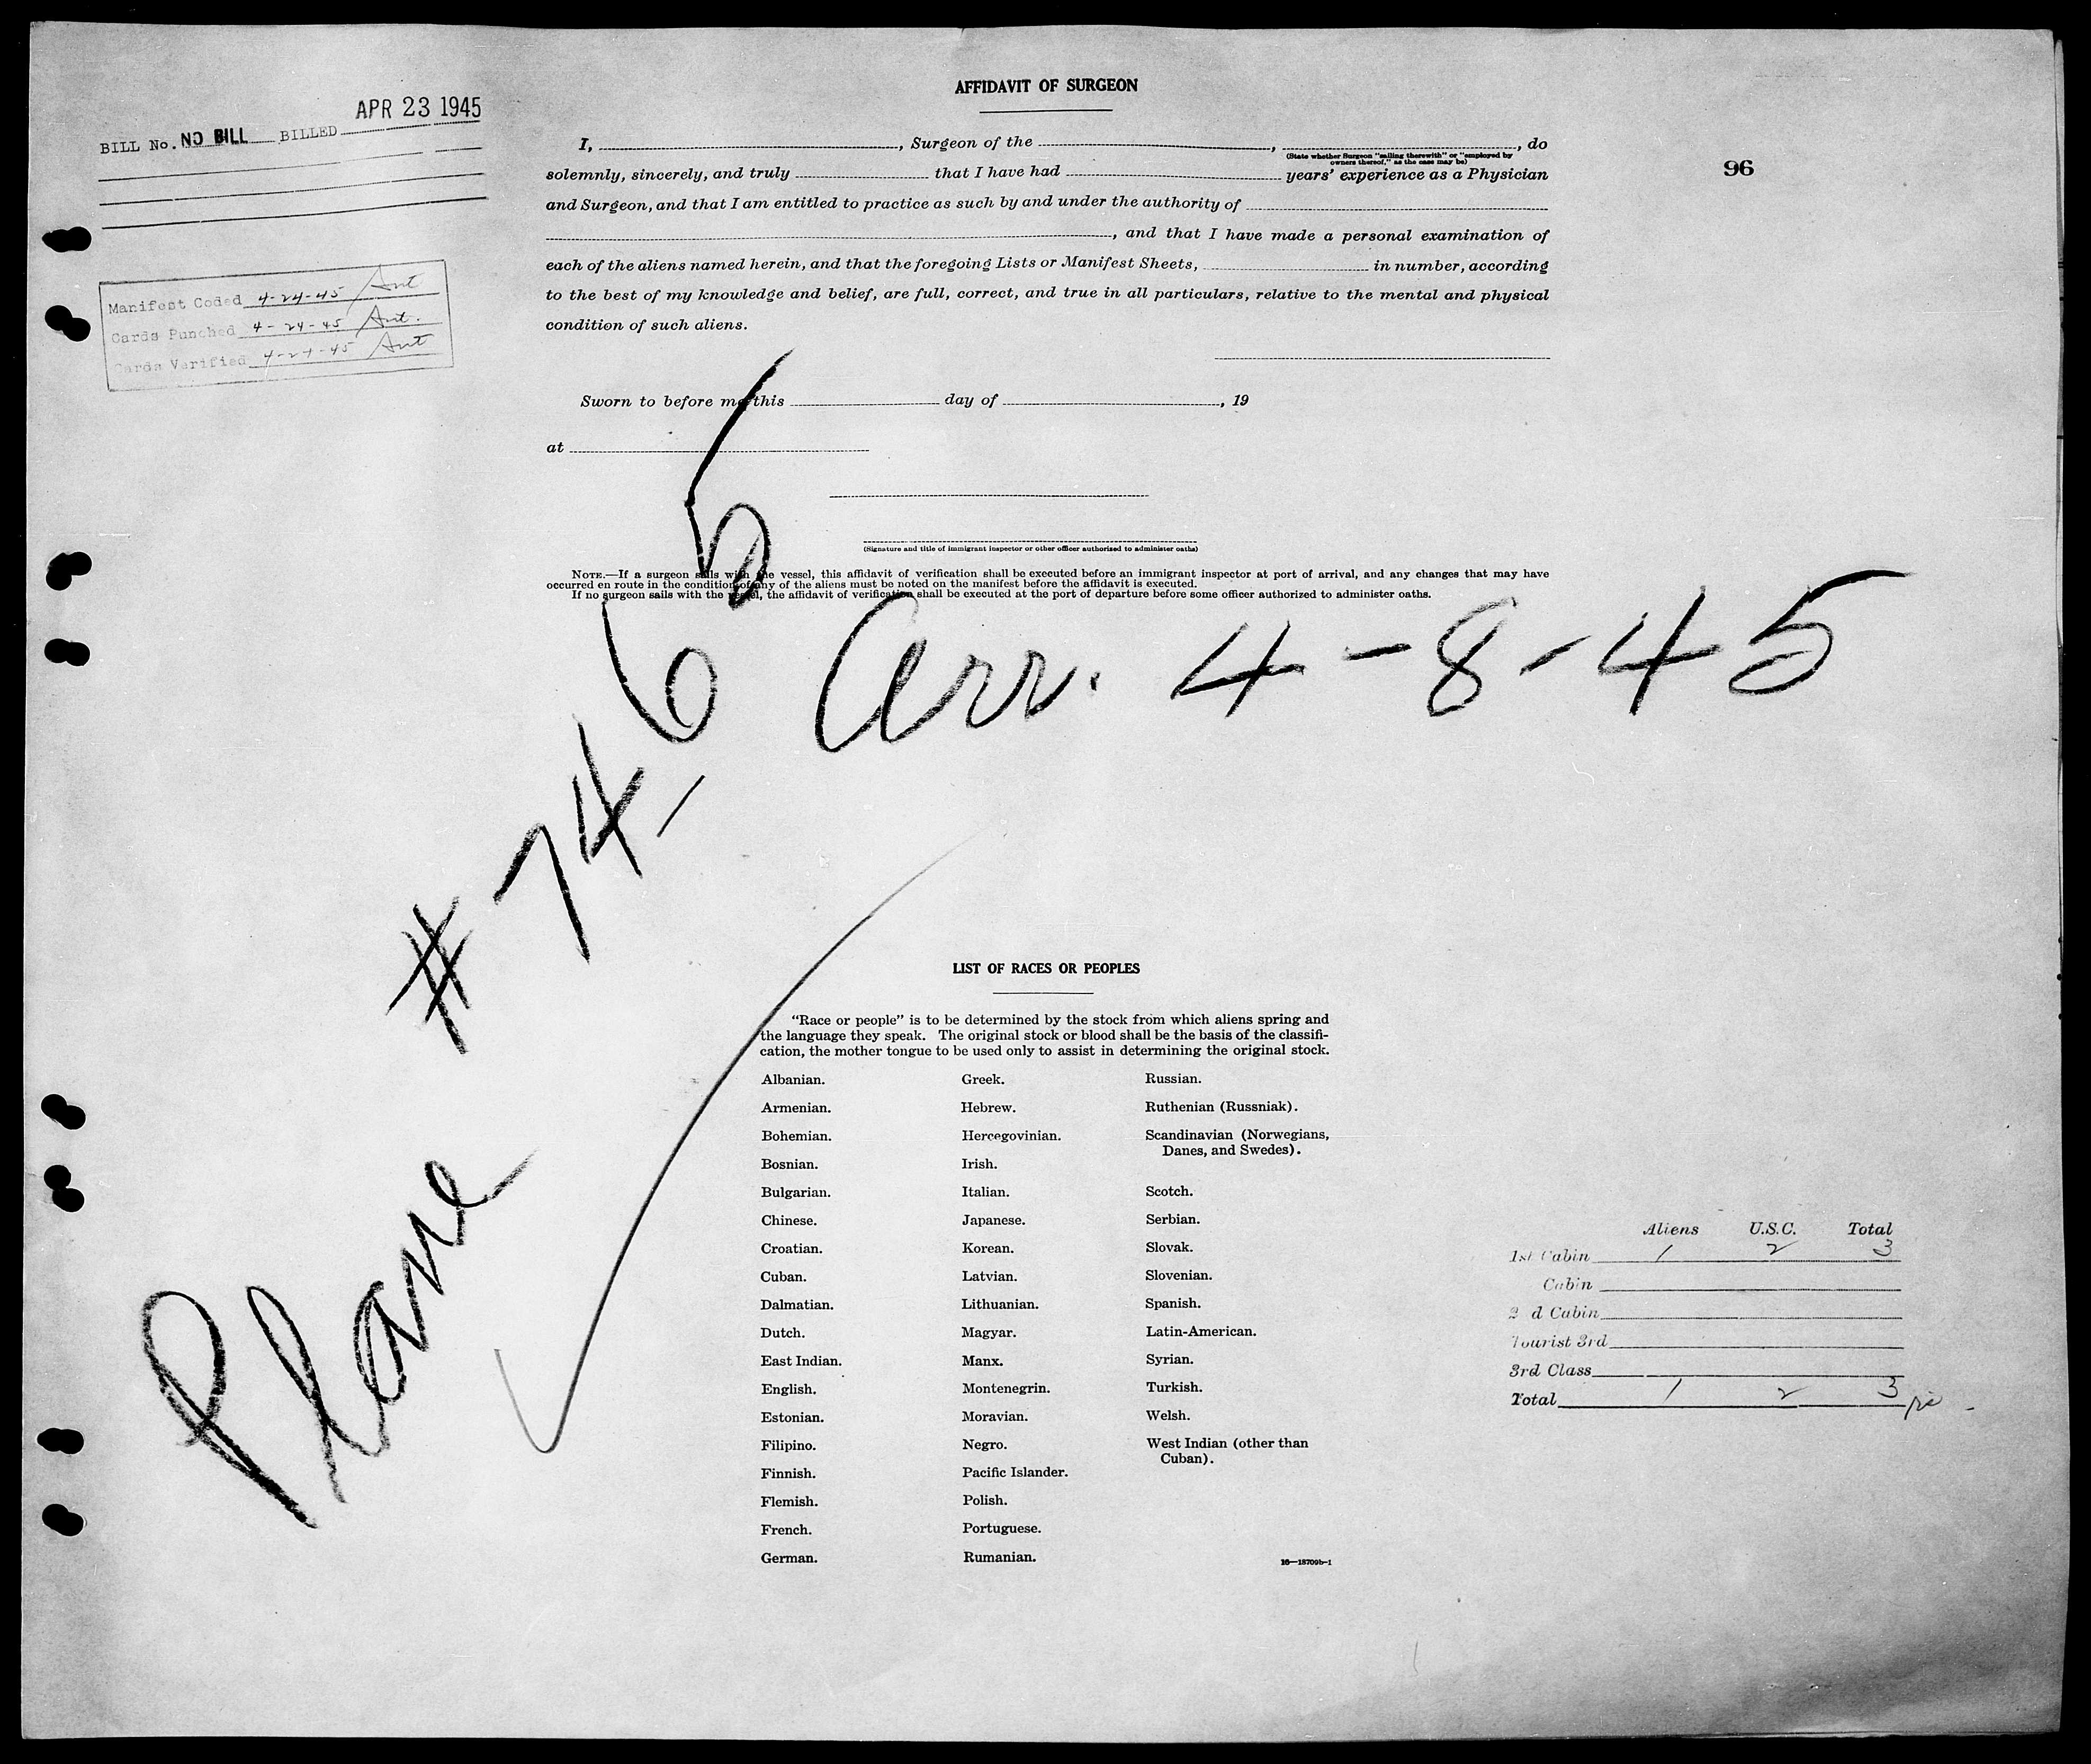 AFFIDAVIT OF SURGEON
APR 23 1945
BILL No. NO BILL BILLED
96
I, , Surgeon of the , , do
(State whether Surgeon "sailing therewith" or "employed by
owners thereof," as the case may be)
solemnly, sincerely, and truly that I have had years' experience as a Physician
and Surgeon, and that I am entitled to practice as such by and under the authority of
, and that I have made a personal examination of
each of the aliens named herein, and that the foregoing Lists or Manifest Sheets, in number, according
to the best of my knowledge and belief, are full, correct, and true in all particulars, relative to the mental and physical
condition of such aliens.
Manifest Coded 4-24-45
Cards Punched 4-24-45
Cards Verified 4-24-45
Sworn to before me this day of , 19
at
(Signature and title of immigrant inspector or other officer authorized to administer oaths)
NOTE.—If a surgeon sails with the vessel, this affidavit of verification shall be executed before an immigrant inspector at port of arrival, and any changes that may have
occurred en route in the condition of any of the aliens must be noted on the manifest before the affidavit is executed.
If no surgeon sails with the vessel, the affidavit of verification shall be executed at the port of departure before some officer authorized to administer oaths.
Arr. 4-8-45
Plane #74-65
LIST OF RACES OR PEOPLES
"Race or people" is to be determined by the stock from which aliens spring and
the language they speak. The original stock or blood shall be the basis of the classifi-
cation, the mother tongue to be used only to assist in determining the original stock.
Albanian. Greek. Russian.
Armenian. Hebrew. Ruthenian (Russniak).
Bohemian. Hercegovinian. Scandinavian (Norwegians,
Danes, and Swedes).
Bosnian. Irish.
Bulgarian. Italian. Scotch.
Chinese. Japanese. Serbian.
Croatian. Korean. Slovak.
Cuban. Latvian. Slovenian.
Dalmatian. Lithuanian. Spanish.
Dutch. Magyar. Latin-American.
East Indian. Manx. Syrian.
English. Montenegrin. Turkish.
Estonian. Moravian. Welsh.
Filipino. Negro. West Indian (other than
Cuban).
Finnish. Pacific Islander.
Flemish. Polish.
French. Portuguese.
German. Rumanian.
16—18709b-1
Aliens U.S.C. Total
1st Cabin 1 2 3
Cabin
2d Cabin
Tourist 3rd
3rd Class
Total 1 2 3